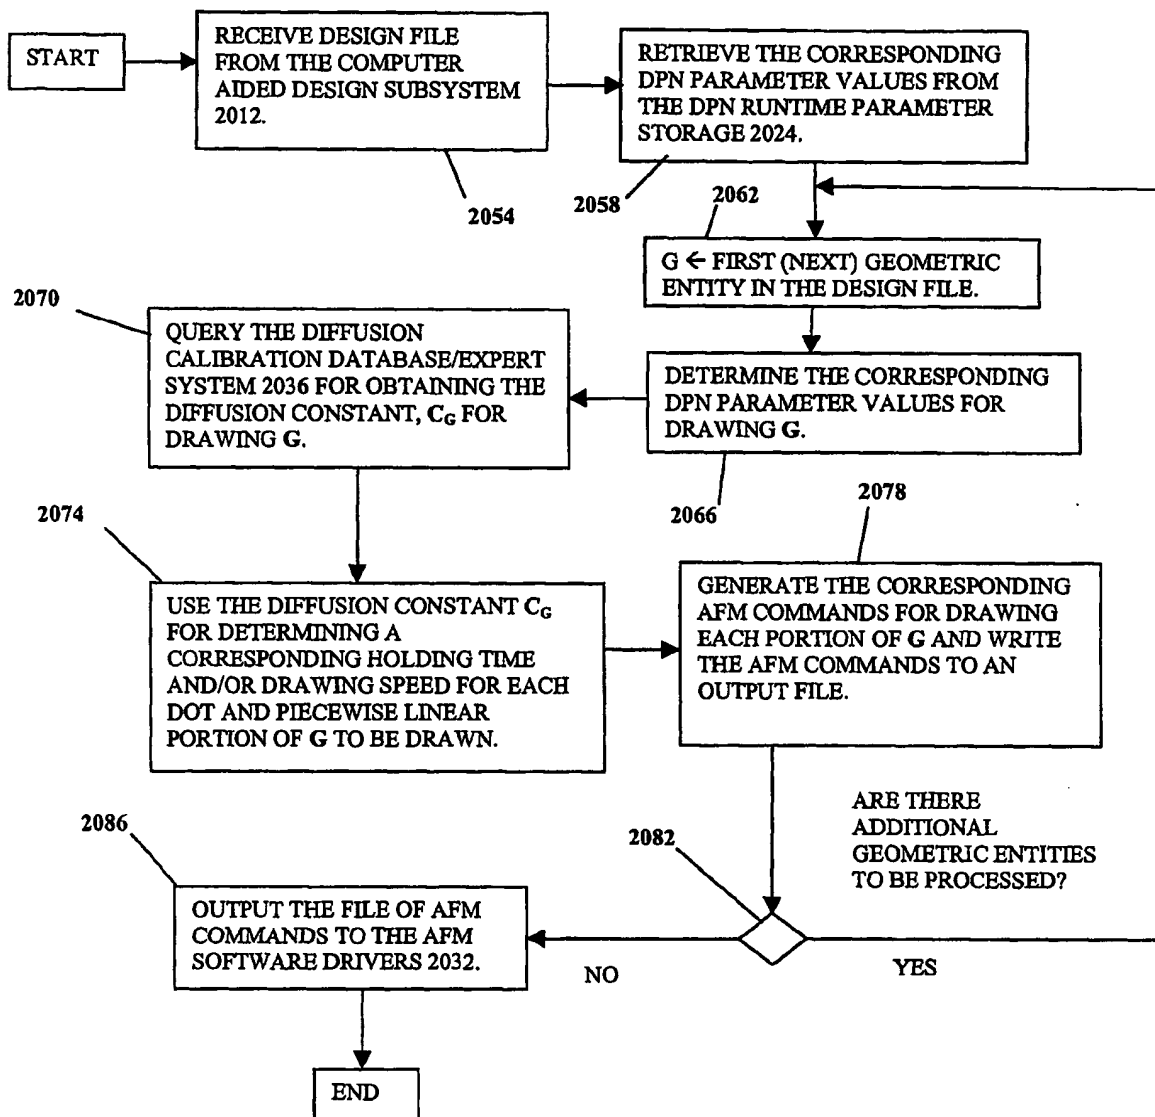 START
RECEIVE DESIGN FILE
FROM THE COMPUTER
AIDED DESIGN SUBSYSTEM
2012.
2054
RETRIEVE THE CORRESPONDING
DPN PARAMETER VALUES FROM
THE DPN RUNTIME PARAMETER
STORAGE 2024.
2058
2062
G ← FIRST (NEXT) GEOMETRIC
ENTITY IN THE DESIGN FILE.
DETERMINE THE CORRESPONDING
DPN PARAMETER VALUES FOR
DRAWING G.
2066
2070
QUERY THE DIFFUSION
CALIBRATION DATABASE/EXPERT
SYSTEM 2036 FOR OBTAINING THE
DIFFUSION CONSTANT, CG FOR
DRAWING G.
2074
USE THE DIFFUSION CONSTANT CG
FOR DETERMINING A
CORRESPONDING HOLDING TIME
AND/OR DRAWING SPEED FOR EACH
DOT AND PIECEWISE LINEAR
PORTION OF G TO BE DRAWN.
2078
GENERATE THE CORRESPONDING
AFM COMMANDS FOR DRAWING
EACH PORTION OF G AND WRITE
THE AFM COMMANDS TO AN
OUTPUT FILE.
ARE THERE
ADDITIONAL
GEOMETRIC ENTITIES
TO BE PROCESSED?
2082
YES
NO
2086
OUTPUT THE FILE OF AFM
COMMANDS TO THE AFM
SOFTWARE DRIVERS 2032.
END